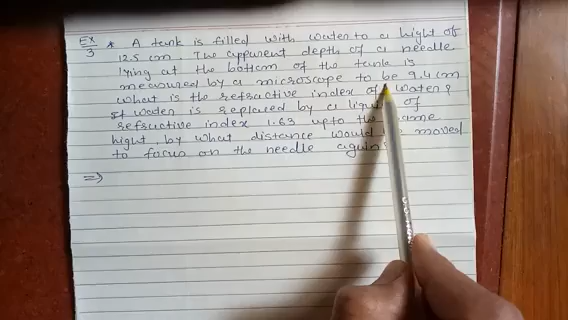 Ex 3 * A tank is filled with water to a hight of
12.5 cm. The apparent depth of a needle
lying at the bottom of the tank is
measured by a microscope to be 9.4 cm
what is the refractive index of water?
If water is replaced by a liquid of
refractive index 1.63 upto the same
hight, by what distance would be moved
to focus on the needle again
⇒